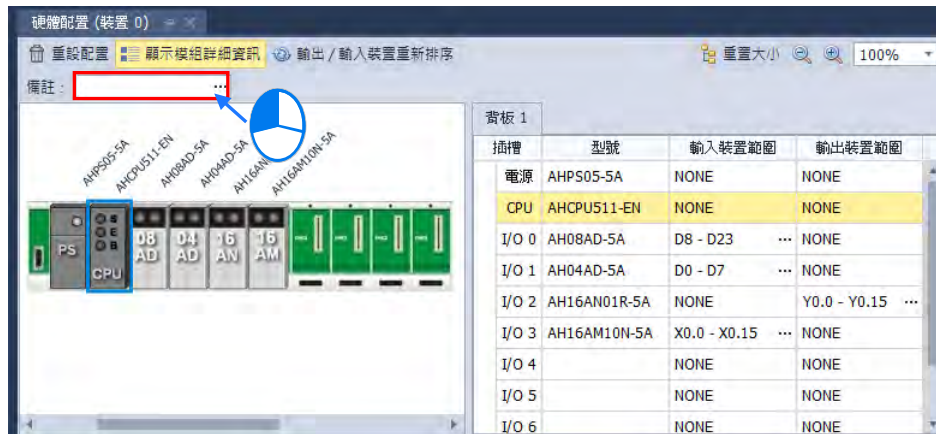 硬體配置 (裝置 0)
重設配置 顯示模組詳細資訊 輸出/輸入裝置重新排序 重置大小 100%
備註： ...
AHPS05-5A AHCPU511-EN AH08AD-5A AH04AD-5A AH16AN AH16AM10N-5A
PS CPU S E B 08 AD 04 AD 16 AN 16 AM
背板 1
插槽 型號 輸入裝置範圍 輸出裝置範圍
電源 AHPS05-5A NONE NONE
CPU AHCPU511-EN NONE NONE
I/O 0 AH08AD-5A D8 - D23 ... NONE
I/O 1 AH04AD-5A D0 - D7 ... NONE
I/O 2 AH16AN01R-5A NONE Y0.0 - Y0.15 ...
I/O 3 AH16AM10N-5A X0.0 - X0.15 ... NONE
I/O 4 NONE NONE
I/O 5 NONE NONE
I/O 6 NONE NONE